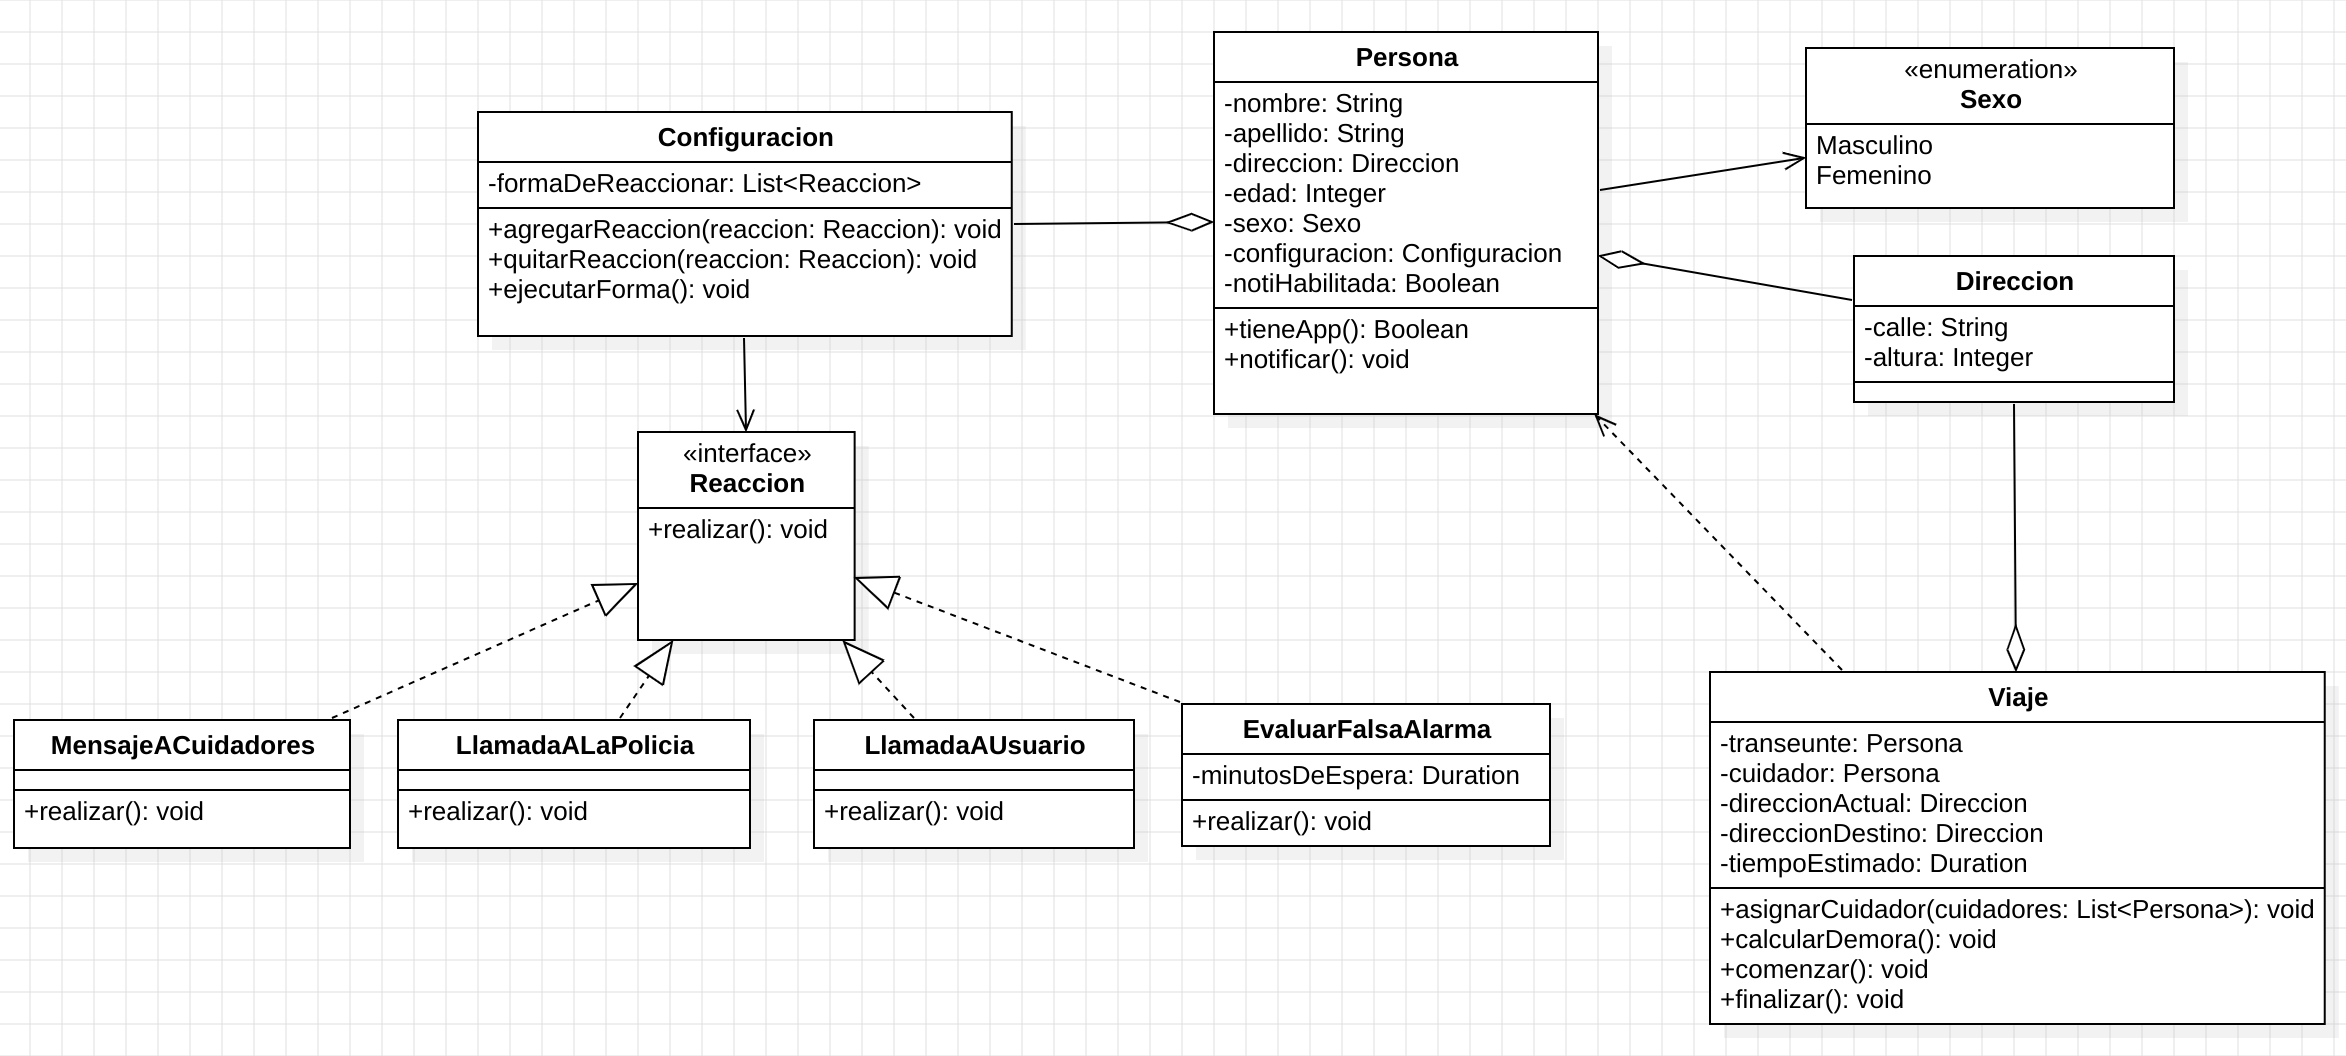 Persona
-nombre: String
-apellido: String
-direccion: Direccion
-edad: Integer
-sexo: Sexo
-configuracion: Configuracion
-notiHabilitada: Boolean
+tieneApp(): Boolean
+notificar(): void
«enumeration»
Sexo
Masculino
Femenino
Configuracion
-formaDeReaccionar: List<Reaccion>
+agregarReaccion(reaccion: Reaccion): void
+quitarReaccion(reaccion: Reaccion): void
+ejecutarForma(): void
Direccion
-calle: String
-altura: Integer
«interface»
Reaccion
+realizar(): void
MensajeACuidadores
+realizar(): void
LlamadaALaPolicia
+realizar(): void
LlamadaAUsuario
+realizar(): void
EvaluarFalsaAlarma
-minutosDeEspera: Duration
+realizar(): void
Viaje
-transeunte: Persona
-cuidador: Persona
-direccionActual: Direccion
-direccionDestino: Direccion
-tiempoEstimado: Duration
+asignarCuidador(cuidadores: List<Persona>): void
+calcularDemora(): void
+comenzar(): void
+finalizar(): void